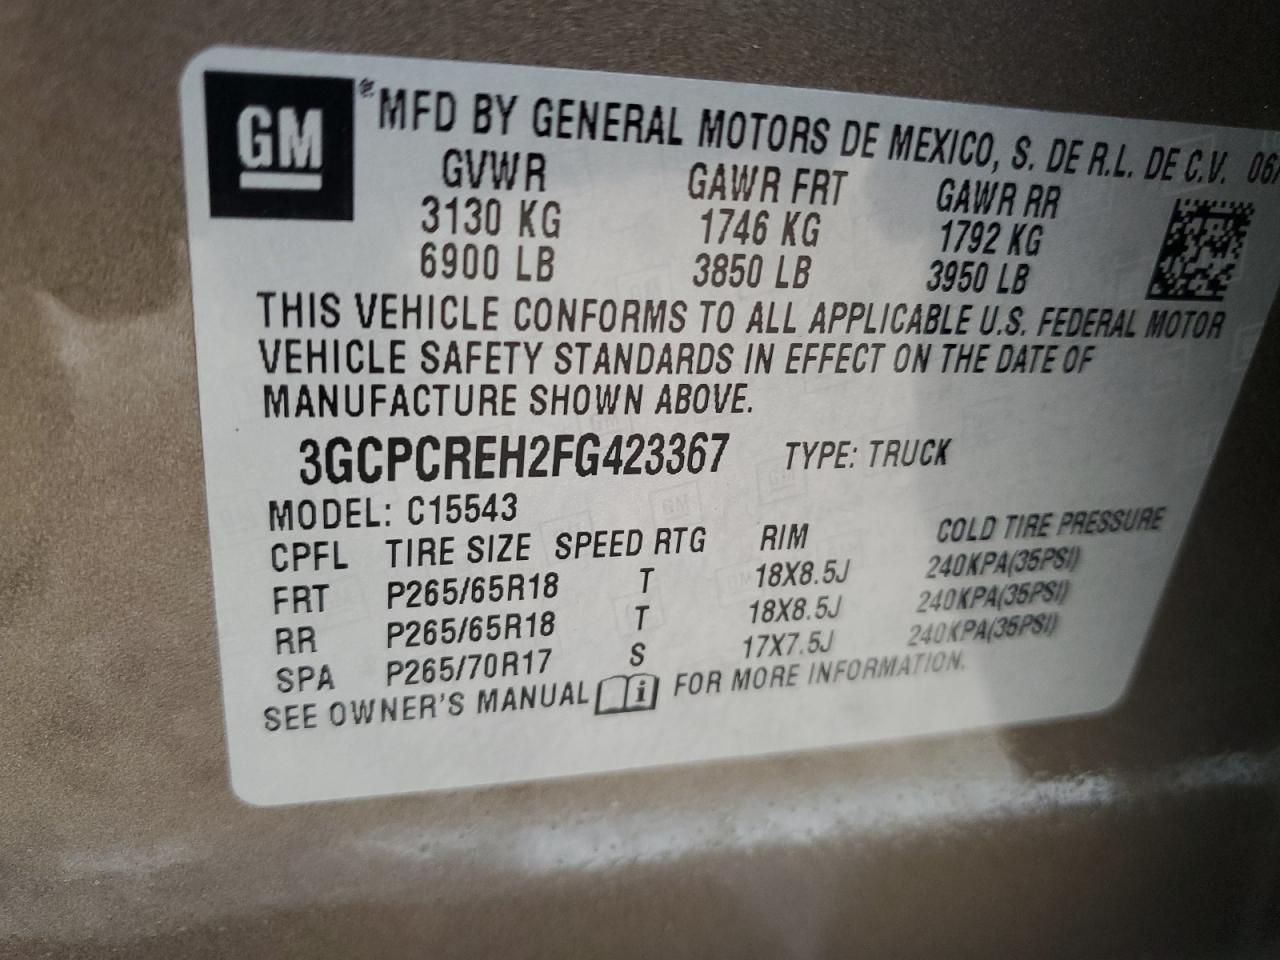 GM ® MFD BY GENERAL MOTORS DE MEXICO, S. DE R.L. DE C.V. 06/
GVWR GAWR FRT GAWR RR
3130 KG 1746 KG 1792 KG
6900 LB 3850 LB 3950 LB
THIS VEHICLE CONFORMS TO ALL APPLICABLE U.S. FEDERAL MOTOR
VEHICLE SAFETY STANDARDS IN EFFECT ON THE DATE OF
MANUFACTURE SHOWN ABOVE.
3GCPCREH2FG423367 TYPE: TRUCK
MODEL: C15543
CPFL TIRE SIZE SPEED RTG RIM COLD TIRE PRESSURE
FRT P265/65R18 T 18X8.5J 240KPA(35PSI)
RR P265/65R18 T 18X8.5J 240KPA(35PSI)
SPA P265/70R17 S 17X7.5J 240KPA(35PSI)
SEE OWNER'S MANUAL i FOR MORE INFORMATION.